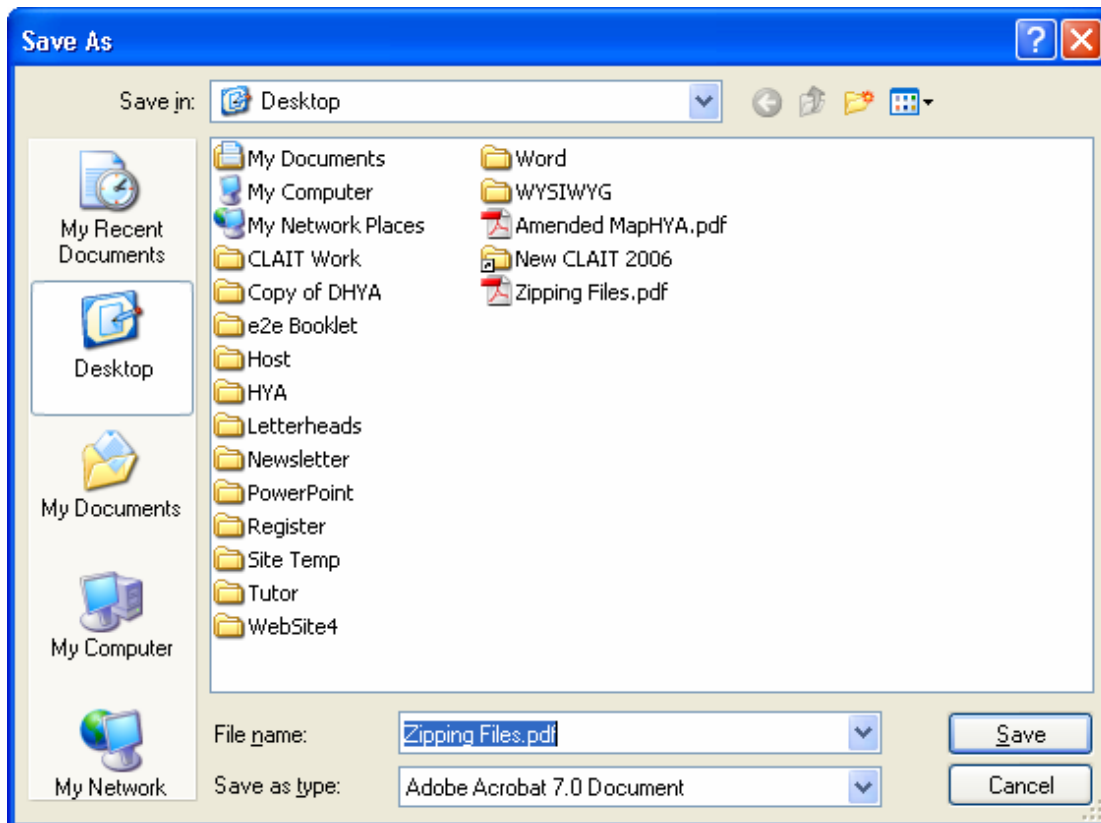 Save As
Save in:
Desktop
My Recent
Documents
Desktop
My Documents
My Computer
My Network
My Documents
My Computer
My Network Places
CLAIT Work
Copy of DHYA
e2e Booklet
Host
HYA
Letterheads
Newsletter
PowerPoint
Register
Site Temp
Tutor
WebSite4
Word
WYSIWYG
Amended MapHYA.pdf
New CLAIT 2006
Zipping Files.pdf
File name:
Zipping Files.pdf
Save
Save as type:
Adobe Acrobat 7.0 Document
Cancel